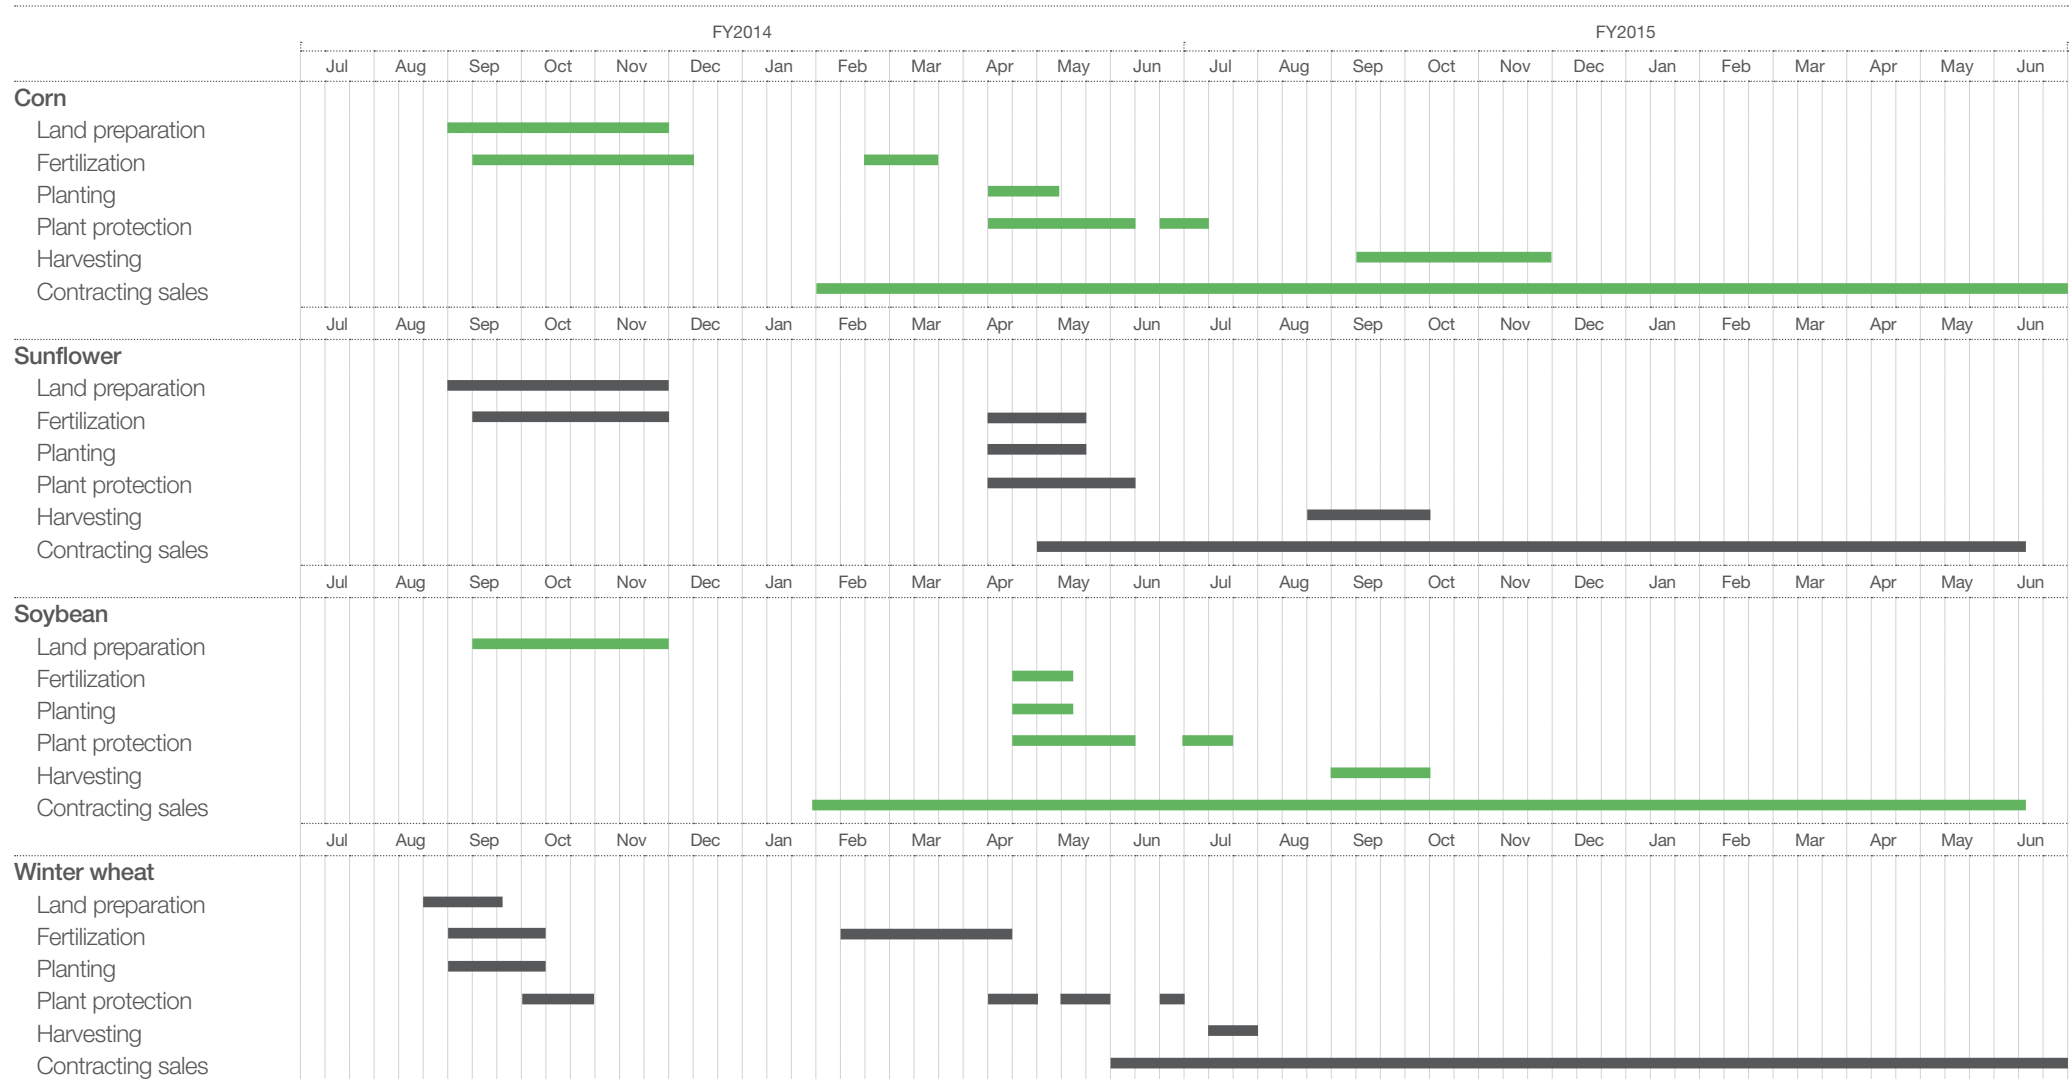 FY2014 FY2015
Jul Aug Sep Oct Nov Dec Jan Feb Mar Apr May Jun Jul Aug Sep Oct Nov Dec Jan Feb Mar Apr May Jun
Corn
Land preparation
Fertilization
Planting
Plant protection
Harvesting
Contracting sales
Jul Aug Sep Oct Nov Dec Jan Feb Mar Apr May Jun Jul Aug Sep Oct Nov Dec Jan Feb Mar Apr May Jun
Sunflower
Land preparation
Fertilization
Planting
Plant protection
Harvesting
Contracting sales
Jul Aug Sep Oct Nov Dec Jan Feb Mar Apr May Jun Jul Aug Sep Oct Nov Dec Jan Feb Mar Apr May Jun
Soybean
Land preparation
Fertilization
Planting
Plant protection
Harvesting
Contracting sales
Jul Aug Sep Oct Nov Dec Jan Feb Mar Apr May Jun Jul Aug Sep Oct Nov Dec Jan Feb Mar Apr May Jun
Winter wheat
Land preparation
Fertilization
Planting
Plant protection
Harvesting
Contracting sales